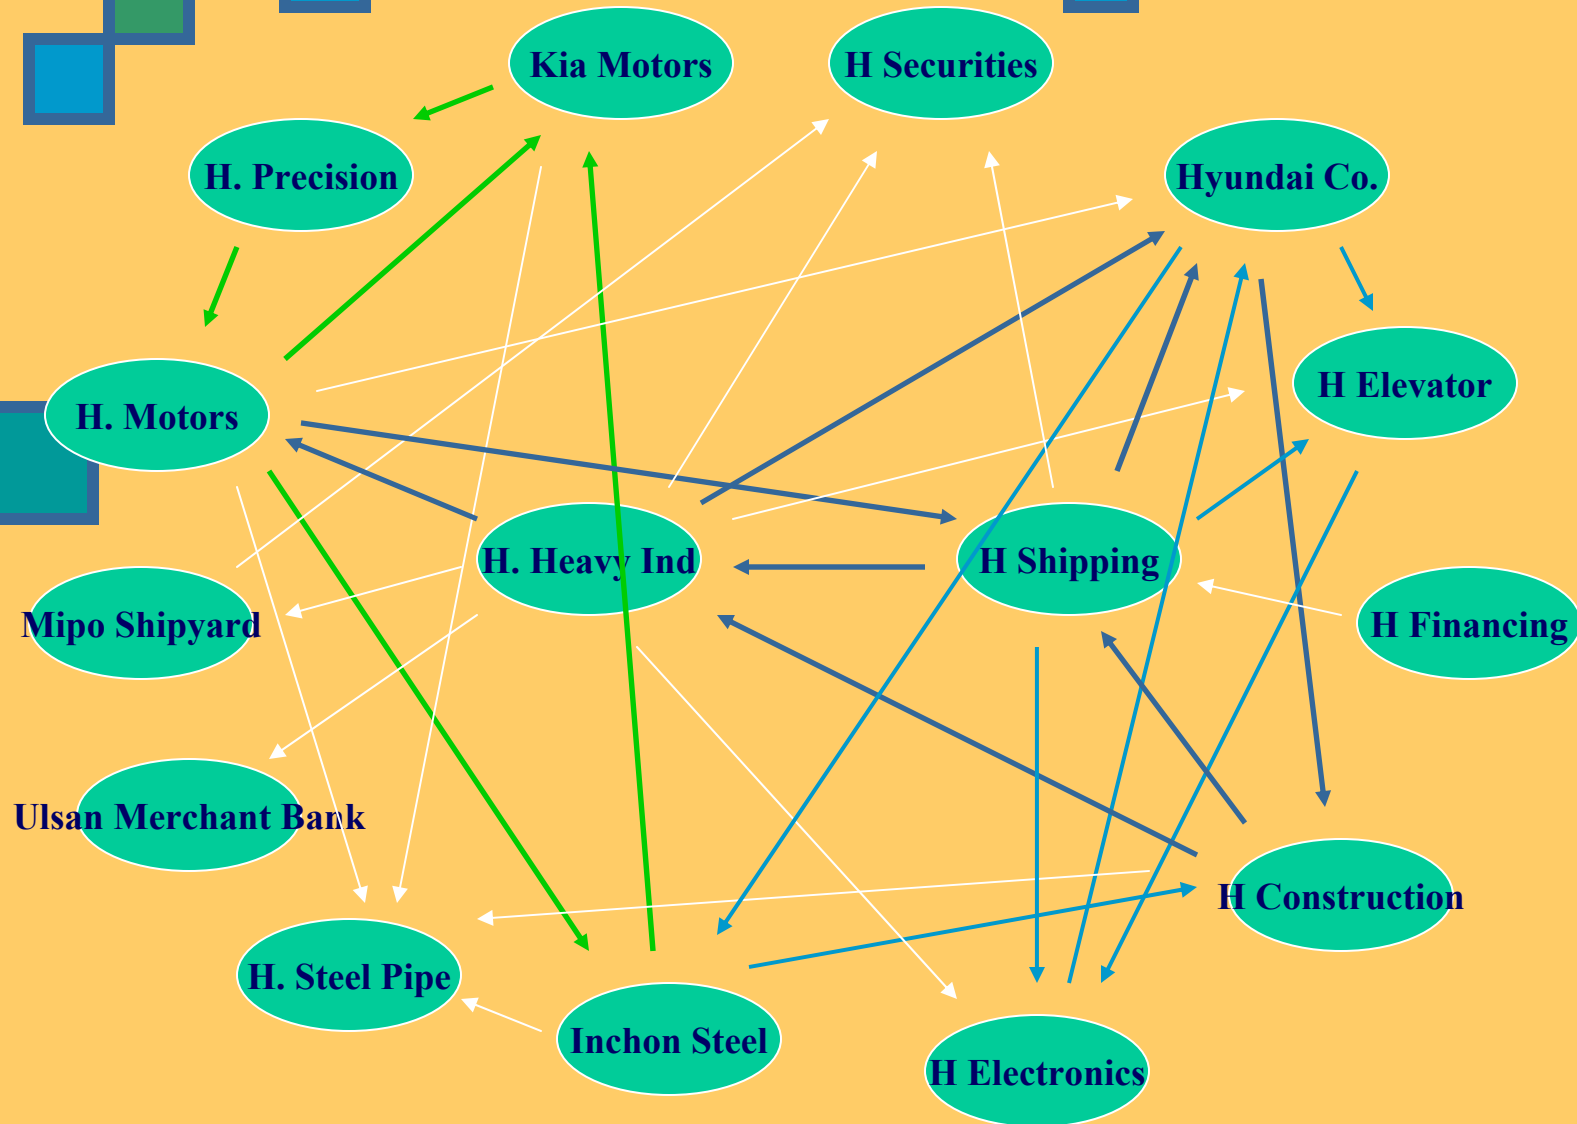 Kia Motors
H Securities
H. Precision
Hyundai Co.
H Elevator
H. Motors
H. Heavy Ind
H Shipping
Mipo Shipyard
H Financing
Ulsan Merchant Bank
H Construction
H. Steel Pipe
Inchon Steel
H Electronics